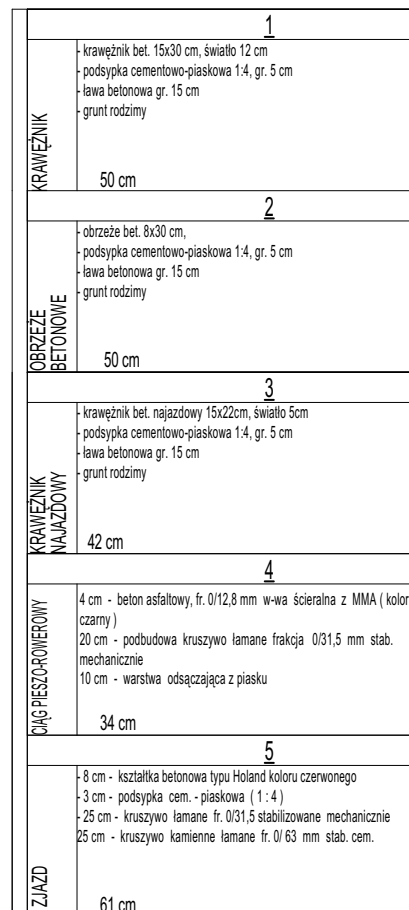 1
KRAWĘŻNIK
- krawężnik bet. 15x30 cm, światło 12 cm
- podsypka cementowo-piaskowa 1:4, gr. 5 cm
- ława betonowa gr. 15 cm
- grunt rodzimy
50 cm
2
OBRZEŻE
BETONOWE
- obrzeże bet. 8x30 cm,
- podsypka cementowo-piaskowa 1:4, gr. 5 cm
- ława betonowa gr. 15 cm
- grunt rodzimy
50 cm
3
KRAWĘŻNIK
NAJAZDOWY
- krawężnik bet. najazdowy 15x22cm, światło 5cm
- podsypka cementowo-piaskowa 1:4, gr. 5 cm
- ława betonowa gr. 15 cm
- grunt rodzimy
42 cm
4
CIĄG PIESZO-ROWEROWY
4 cm - beton asfaltowy, fr. 0/12,8 mm w-wa ścieralna z MMA ( kolor
czarny )
20 cm - podbudowa kruszywo łamane frakcja 0/31,5 mm stab.
mechanicznie
10 cm - warstwa odsączająca z piasku
34 cm
5
ZJAZD
- 8 cm - kształtka betonowa typu Holand koloru czerwonego
- 3 cm - podsypka cem. - piaskowa ( 1 : 4 )
- 25 cm - kruszywo łamane fr. 0/31,5 stabilizowane mechanicznie
25 cm - kruszywo kamienne łamane fr. 0/ 63 mm stab. cem.
61 cm